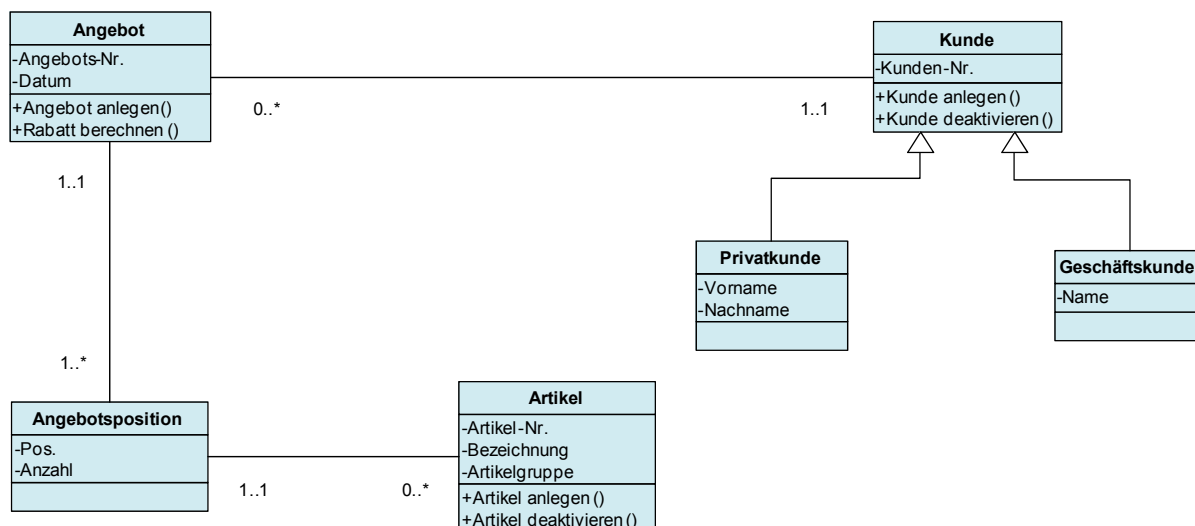 Angebot
-Angebots-Nr.
-Datum
+Angebot anlegen()
+Rabatt berechnen ()
0..*
1..1
Kunde
-Kunden-Nr.
+Kunde anlegen()
+Kunde deaktivieren()
1..1
1..*
Privatkunde
-Vorname
-Nachname
Geschäftskunde
-Name
Angebotsposition
-Pos.
-Anzahl
1..1
0..*
Artikel
-Artikel-Nr.
-Bezeichnung
-Artikelgruppe
+Artikel anlegen ()
+Artikel deaktivieren()